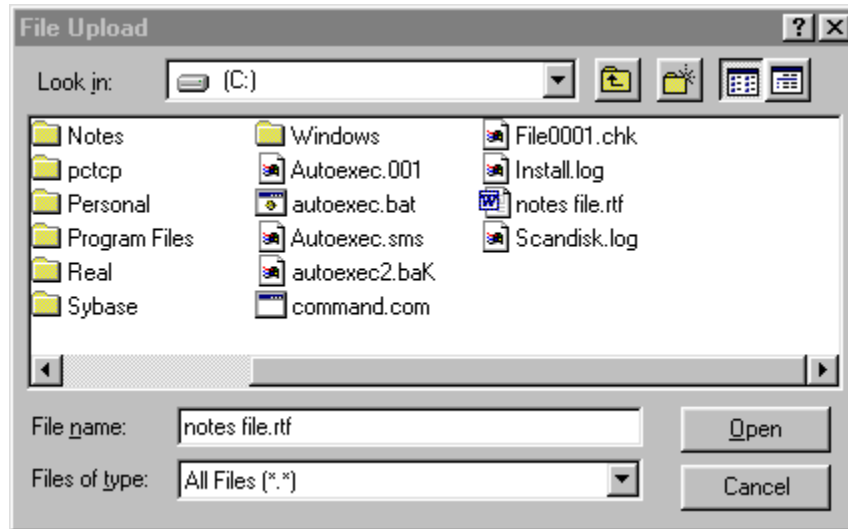 File Upload
Look in: (C:)
Notes Windows File0001.chk
pctcp Autoexec.001 Install.log
Personal autoexec.bat notes file.rtf
Program Files Autoexec.sms Scandisk.log
Real autoexec2.baK
Sybase command.com
File name: notes file.rtf Open
Files of type: All Files (*.*) Cancel